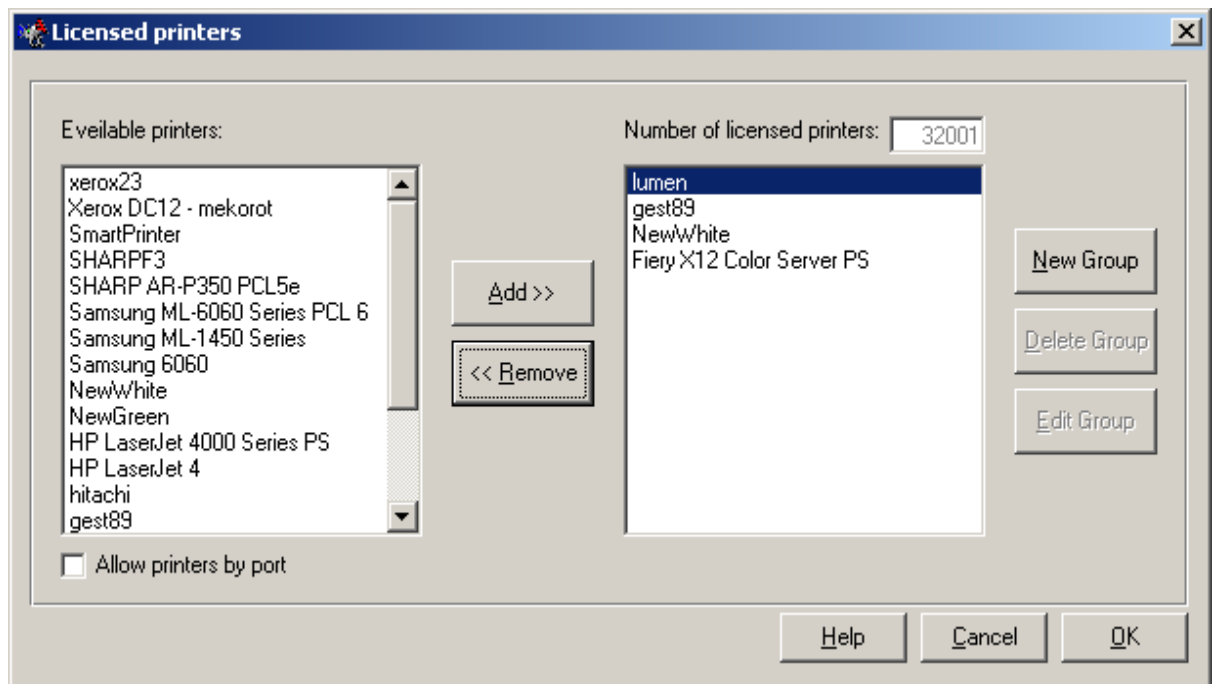 Licensed printers
Eveilable printers:
xerox23
Xerox DC12 - mekorot
SmartPrinter
SHARPF3
SHARP AR-P350 PCL5e
Samsung ML-6060 Series PCL 6
Samsung ML-1450 Series
Samsung 6060
NewWhite
NewGreen
HP LaserJet 4000 Series PS
HP LaserJet 4
hitachi
gest89
Allow printers by port
Add >>
<< Remove
Number of licensed printers: 32001
lumen
gest89
NewWhite
Fiery X12 Color Server PS
New Group
Delete Group
Edit Group
Help
Cancel
OK